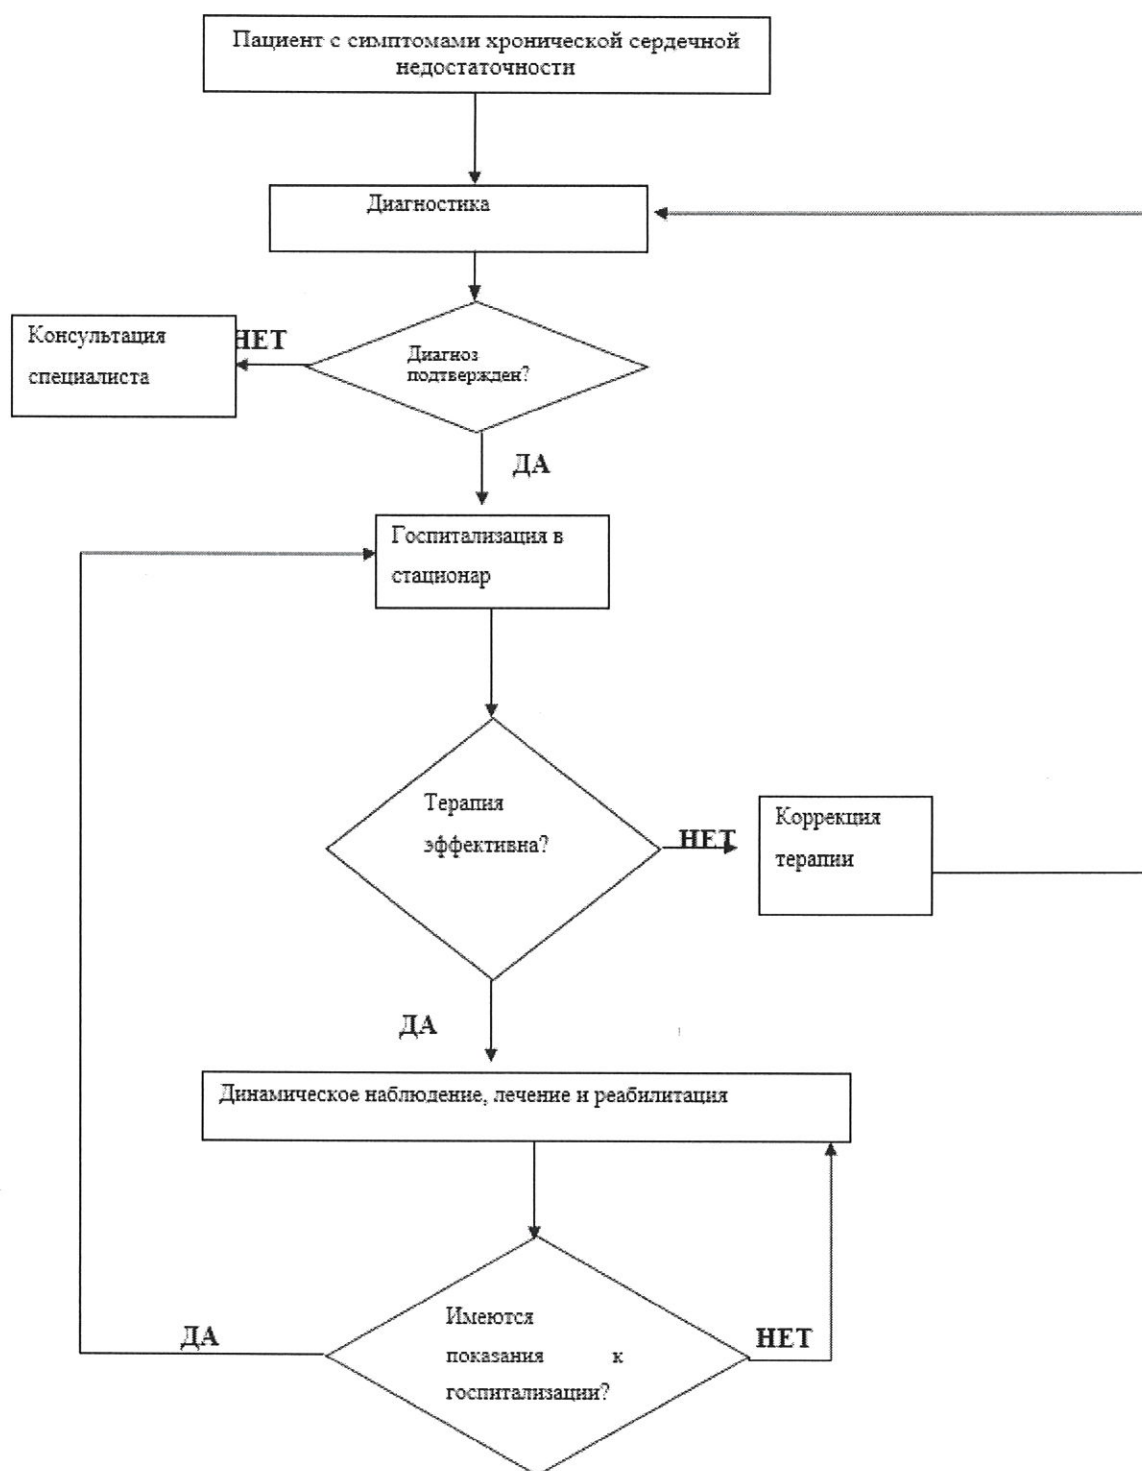 Пациент с симптомами хронической сердечной
недостаточности
Диагностика
Консультация
специалиста
НЕТ
Диагноз
подтвержден?
ДА
Госпитализация в
стационар
Терапия
эффективна?
НЕТ
Коррекция
терапии
ДА
Динамическое наблюдение, лечение и реабилитация
Имеются
показания к
госпитализации?
ДА
НЕТ